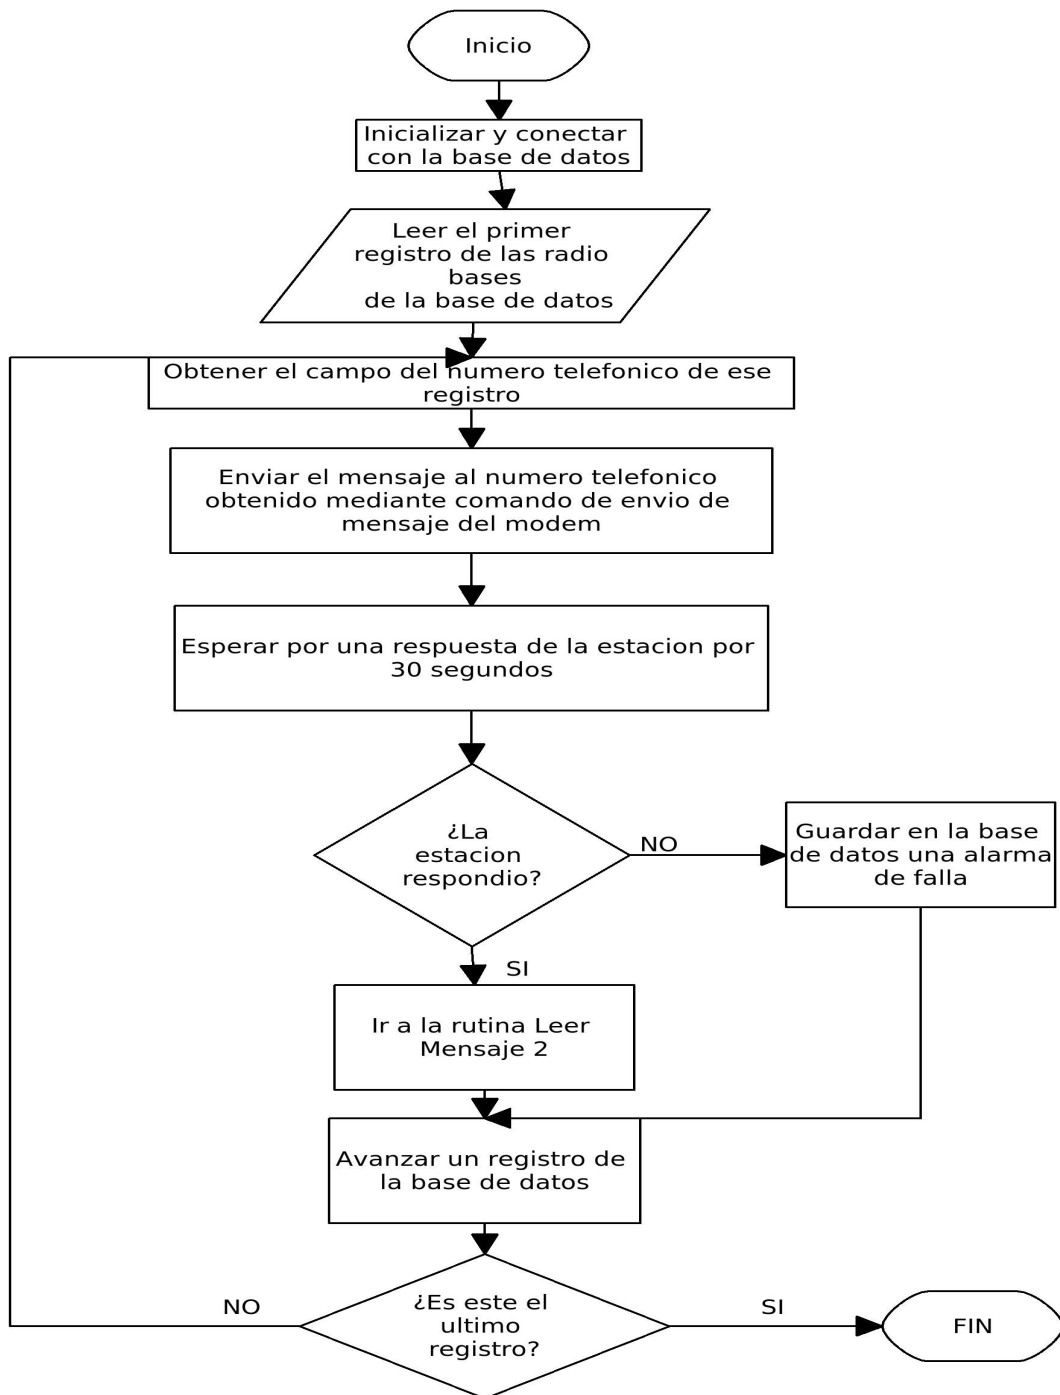 Inicio
Inicializar y conectar
con la base de datos
Leer el primer
registro de las radio
bases
de la base de datos
Obtener el campo del numero telefonico de ese
registro
Enviar el mensaje al numero telefonico
obtenido mediante comando de envio de
mensaje del modem
Esperar por una respuesta de la estacion por
30 segundos
¿La
estacion
respondio?
NO
Guardar en la base
de datos una alarma
de falla
SI
Ir a la rutina Leer
Mensaje 2
Avanzar un registro de
la base de datos
¿Es este el
ultimo
registro?
NO
SI
FIN